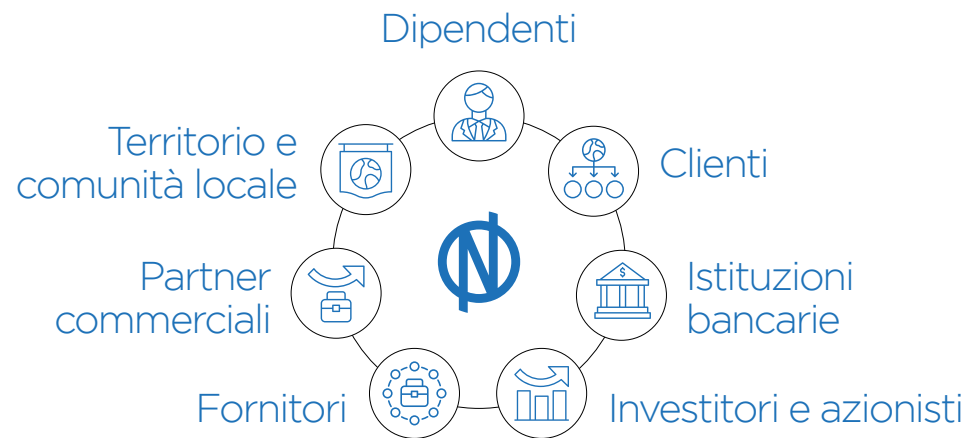 Dipendenti
Territorio e
comunità locale
Clienti
Partner
commerciali
Istituzioni
bancarie
$
Fornitori
Investitori e azionisti